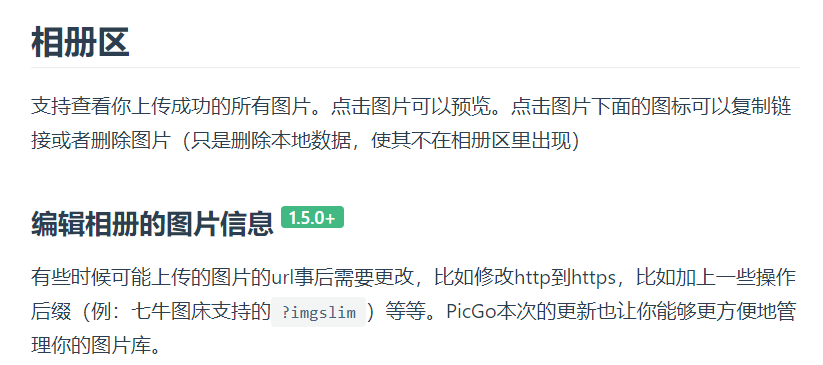 相册区
支持查看你上传成功的所有图片。点击图片可以预览。点击图片下面的图标可以复制链
接或者删除图片（只是删除本地数据，使其不在相册区里出现）
编辑相册的图片信息 1.5.0+
有些时候可能上传的图片的url事后需要更改，比如修改http到https，比如加上一些操作
后缀（例：七牛图床支持的 ?imgslim ）等等。PicGo本次的更新也让你能够更方便地管
理你的图片库。